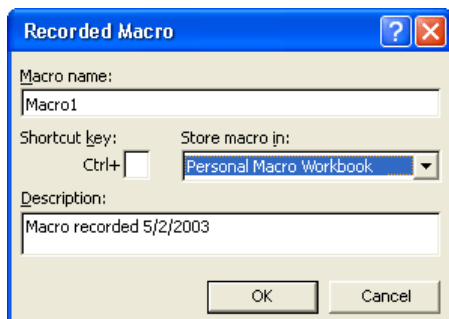 Recorded Macro
Macro name:
Macro1
Shortcut key: Store macro in:
Ctrl+ Personal Macro Workbook
Description:
Macro recorded 5/2/2003
OK Cancel